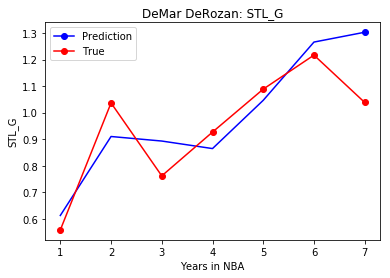 DeMar DeRozan: STL_G
Prediction
True
1.3
1.2
1.1
1.0
0.9
0.8
0.7
0.6
STL_G
1 2 3 4 5 6 7
Years in NBA